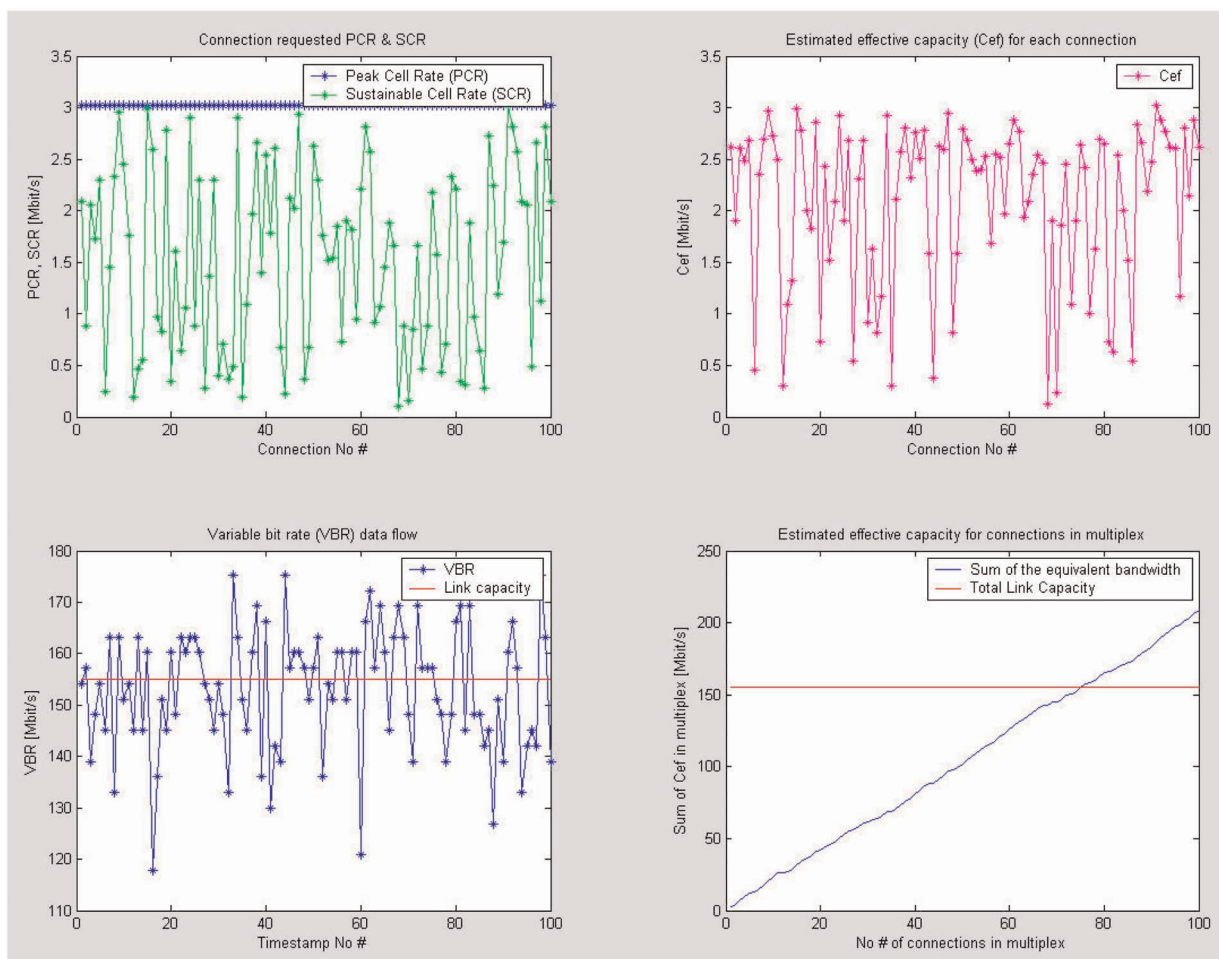 Connection requested PCR & SCR
3.5
3
2.5
2
1.5
1
0.5
0
PCR, SCR [Mbit/s]
Peak Cell Rate (PCR)
Sustainable Cell Rate (SCR)
0 20 40 60 80 100
Connection No #
Estimated effective capacity (Cef) for each connection
3.5
3
2.5
2
1.5
1
0.5
0
Cef [Mbit/s]
Cef
0 20 40 60 80 100
Connection No #
Variable bit rate (VBR) data flow
180
170
160
150
140
130
120
110
VBR [Mbit/s]
VBR
Link capacity
0 20 40 60 80 100
Timestamp No #
Estimated effective capacity for connections in multiplex
250
200
150
100
50
0
Sum of Cef in multiplex [Mbit/s]
Sum of the equivalent bandwidth
Total Link Capacity
0 20 40 60 80 100
No # of connections in multiplex